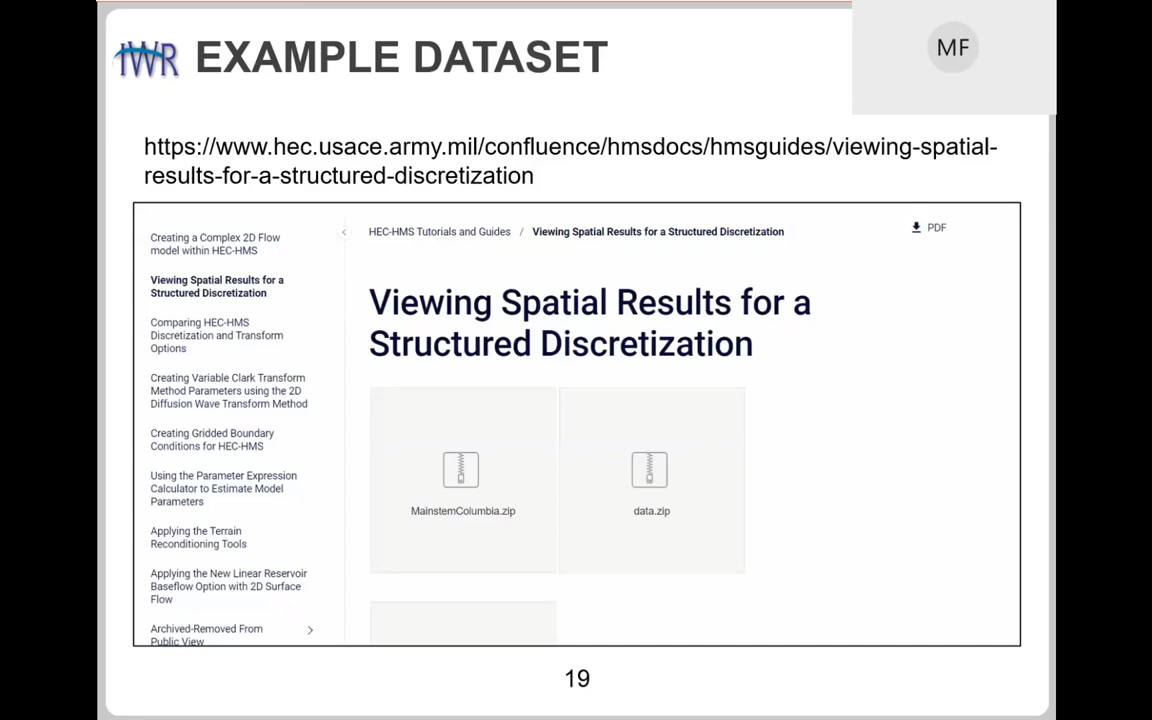 IWR EXAMPLE DATASET
MF
https://www.hec.usace.army.mil/confluence/hmsdocs/hmsguides/viewing-spatial-
results-for-a-structured-discretization
Creating a Complex 2D Flow
model within HEC-HMS
Viewing Spatial Results for a
Structured Discretization
Comparing HEC-HMS
Discretization and Transform
Options
Creating Variable Clark Transform
Method Parameters using the 2D
Diffusion Wave Transform Method
Creating Gridded Boundary
Conditions for HEC-HMS
Using the Parameter Expression
Calculator to Estimate Model
Parameters
Applying the Terrain
Reconditioning Tools
Applying the New Linear Reservoir
Baseflow Option with 2D Surface
Flow
Archived-Removed From
Public View
HEC-HMS Tutorials and Guides / Viewing Spatial Results for a Structured Discretization
PDF
Viewing Spatial Results for a
Structured Discretization
MainstemColumbia.zip
data.zip
19